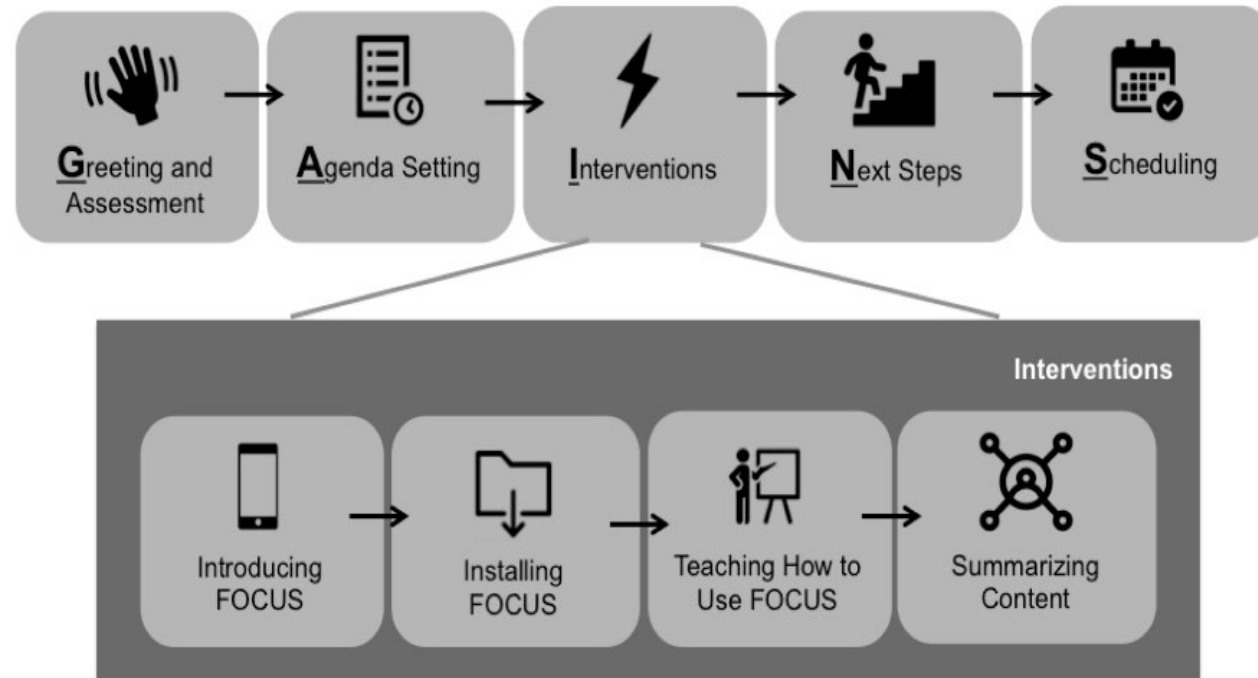 Greeting and
Assessment
Agenda Setting
Interventions
Next Steps
Scheduling
Interventions
Introducing
FOCUS
Installing
FOCUS
Teaching How to
Use FOCUS
Summarizing
Content